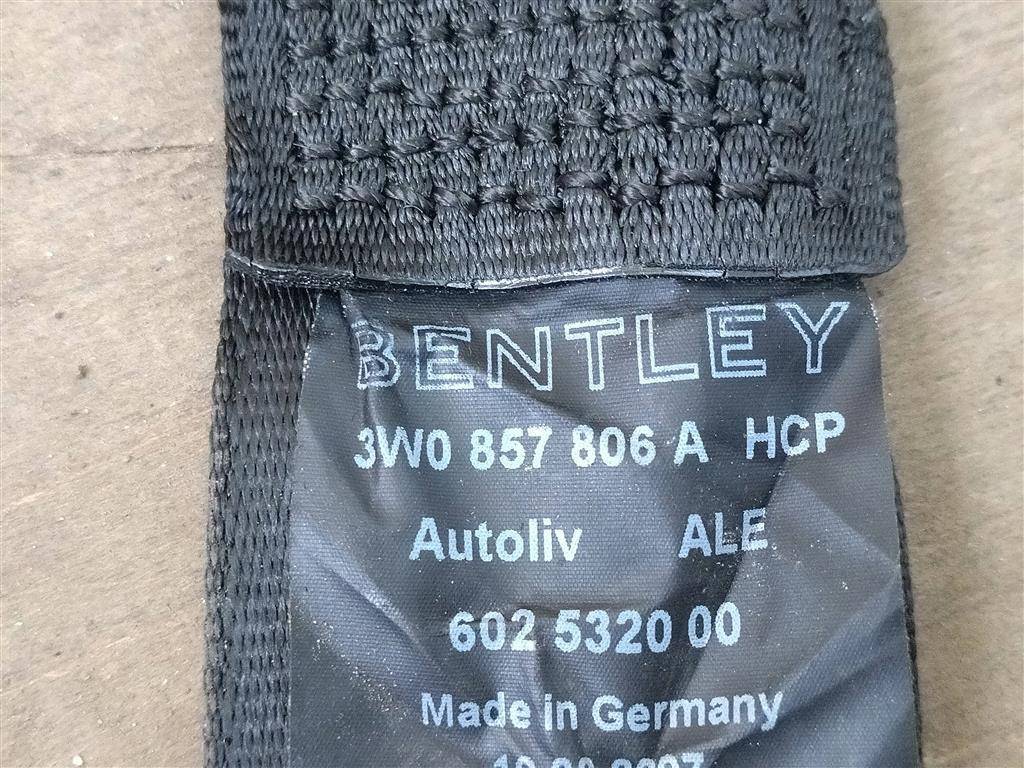 BENTLEY
3W0 857 806 A HCP
Autoliv ALE
602 5320 00
Made in Germany